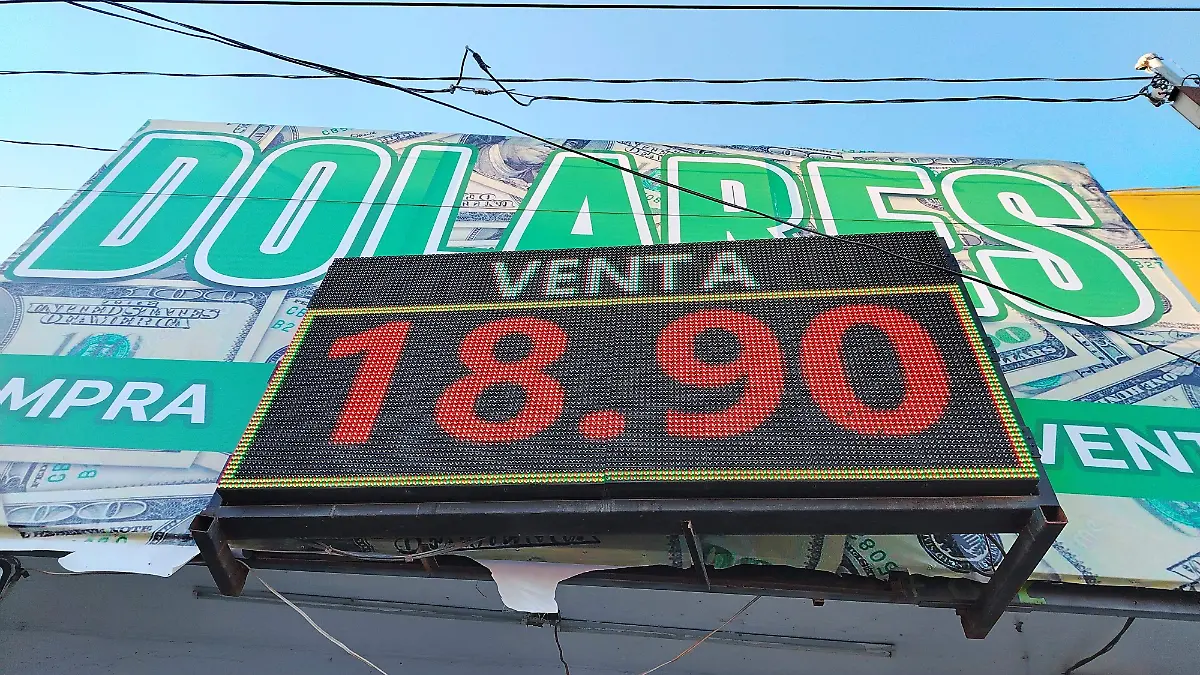 DOLARES
VENTA
18.90
MPRA
VENT